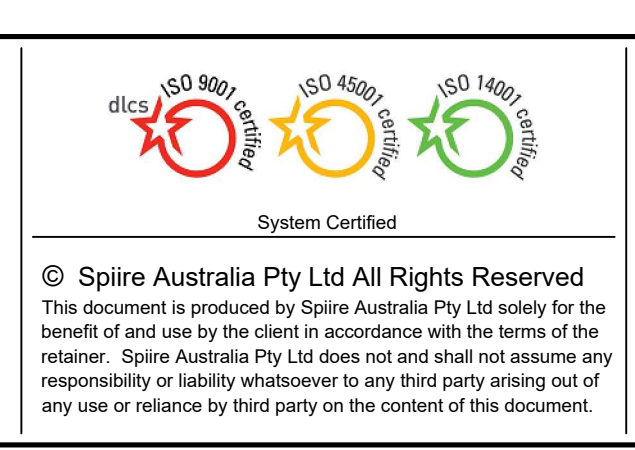 dlcs ISO 9001 certified ISO 45001 certified ISO 14001 certified
System Certified
© Spiire Australia Pty Ltd All Rights Reserved
This document is produced by Spiire Australia Pty Ltd solely for the
benefit of and use by the client in accordance with the terms of the
retainer. Spiire Australia Pty Ltd does not and shall not assume any
responsibility or liability whatsoever to any third party arising out of
any use or reliance by third party on the content of this document.